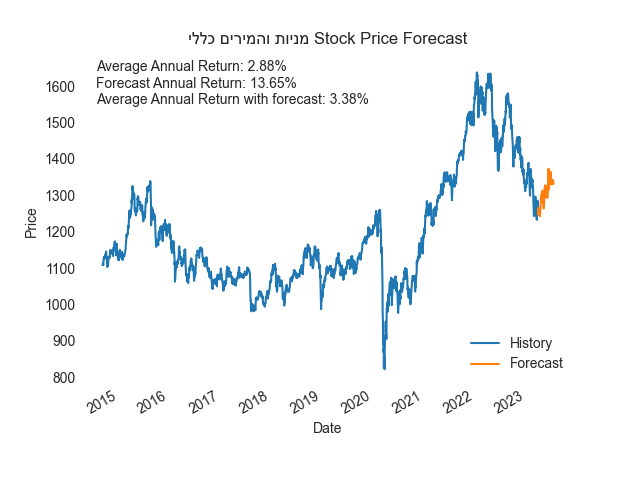 מניות והמירים כללי Stock Price Forecast
Average Annual Return: 2.88%
Forecast Annual Return: 13.65%
Average Annual Return with forecast: 3.38%
1600
1500
1400
1300
1200
1100
1000
900
800
Price
History
Forecast
2015
2016
2017
2018
2019
2020
2021
2022
2023
Date